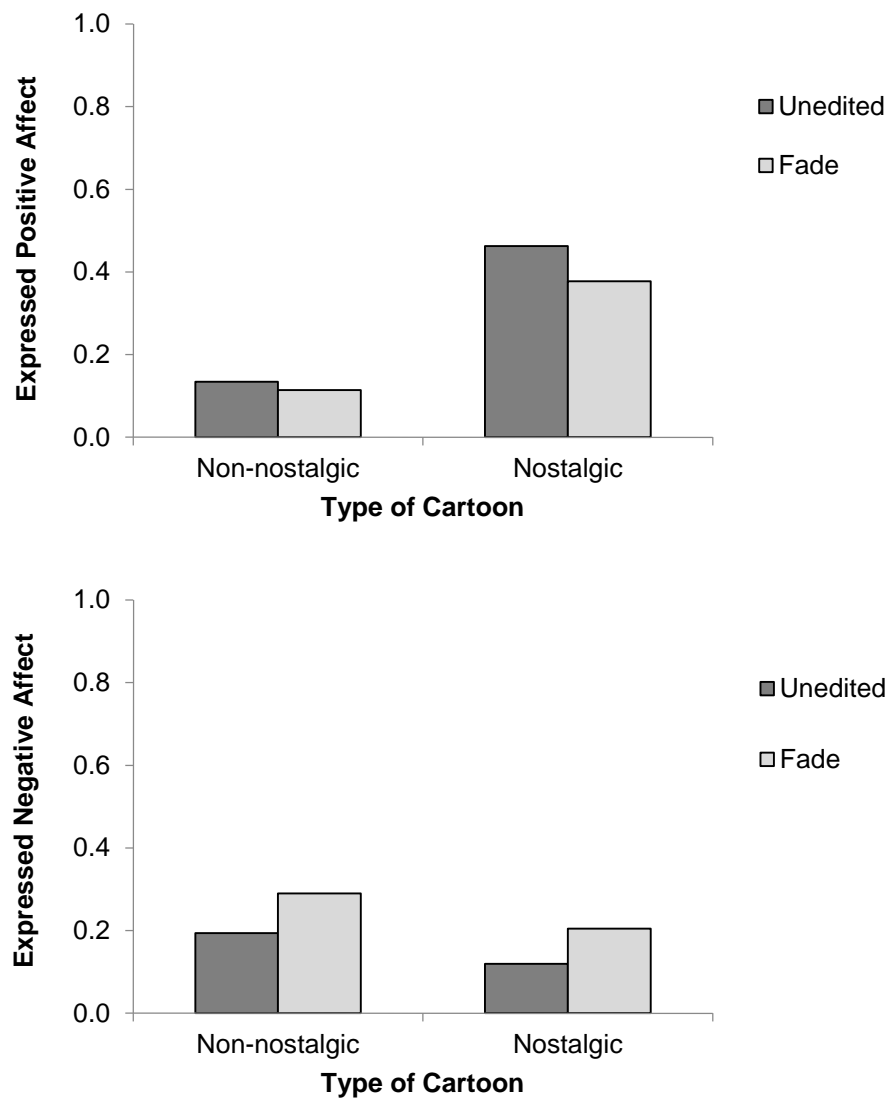 1.0
0.8
0.6
0.4
0.2
0.0
Expressed Positive Affect
Non-nostalgic Nostalgic
Type of Cartoon
Unedited
Fade
1.0
0.8
0.6
0.4
0.2
0.0
Expressed Negative Affect
Non-nostalgic Nostalgic
Type of Cartoon
Unedited
Fade